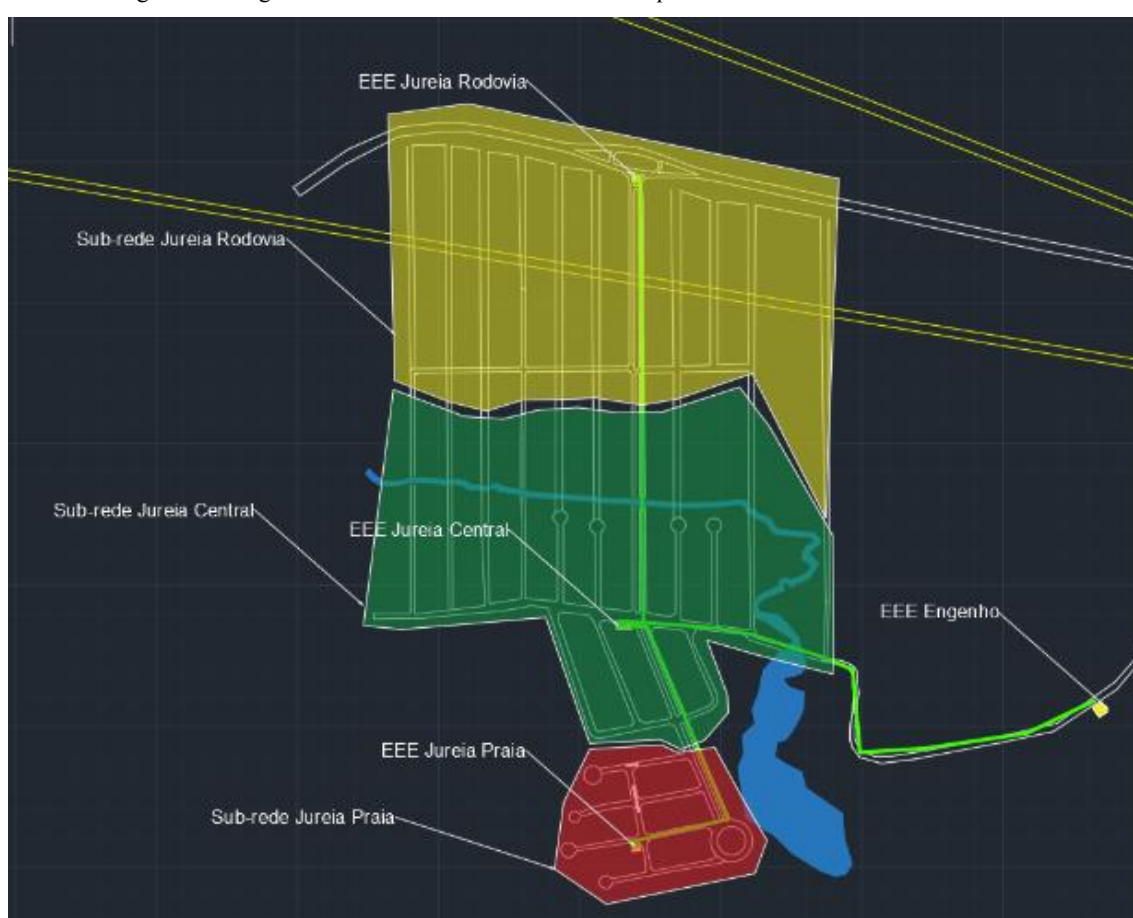 EEE Jureia Rodovia
Sub-rede Jureia Rodovia
Sub-rede Jureia Central
EEE Jureia Central
EEE Engenho
EEE Jureia Praia
Sub-rede Jureia Praia